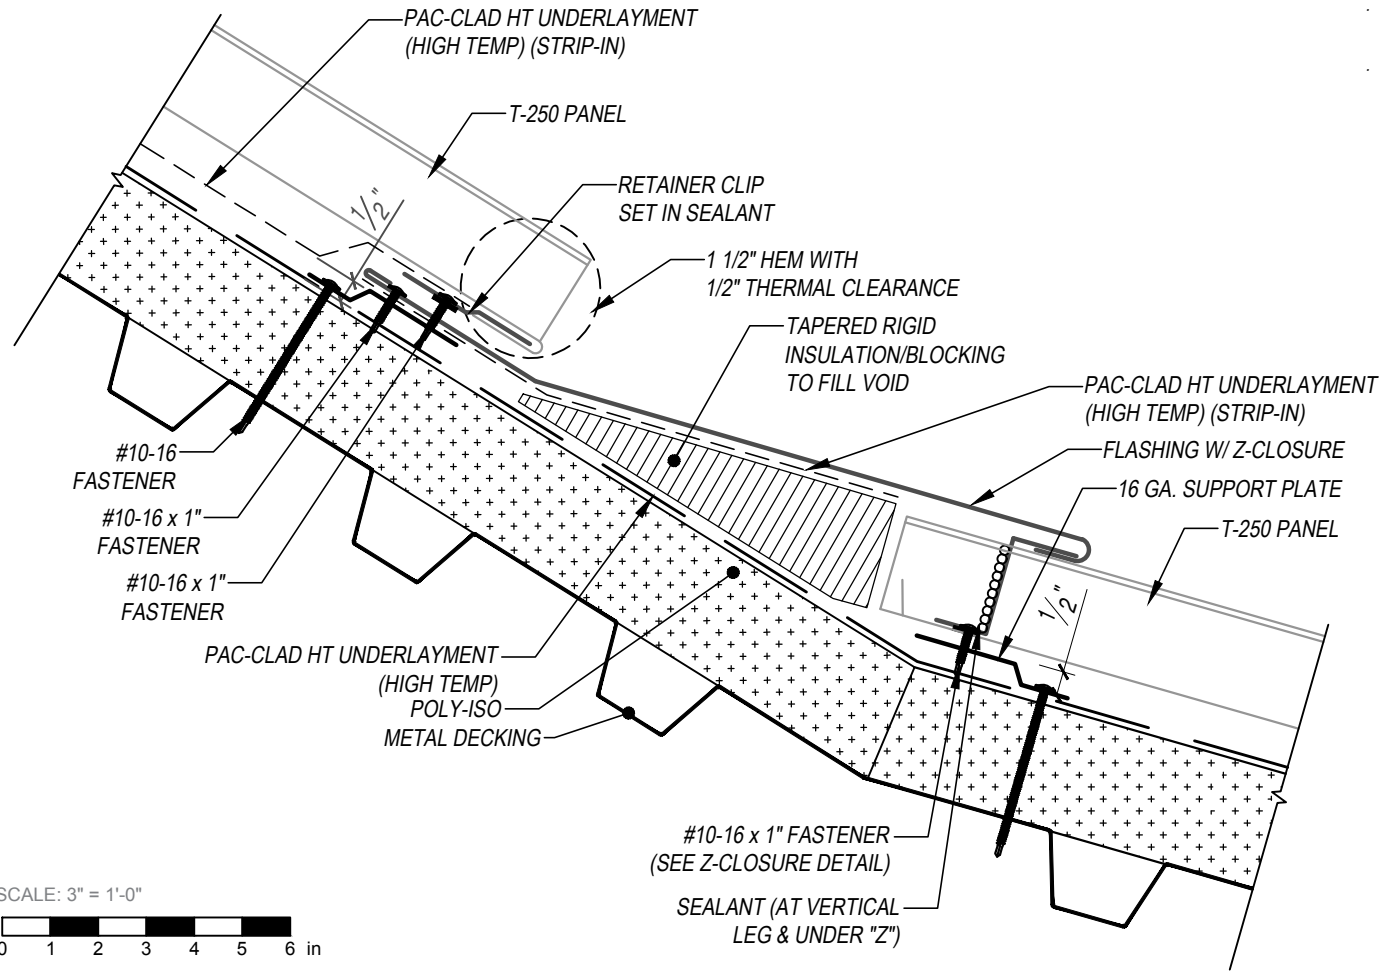 PAC-CLAD HT UNDERLAYMENT
(HIGH TEMP) (STRIP-IN)
T-250 PANEL
RETAINER CLIP
SET IN SEALANT
1/2"
1 1/2" HEM WITH
1/2" THERMAL CLEARANCE
TAPERED RIGID
INSULATION/BLOCKING
TO FILL VOID
PAC-CLAD HT UNDERLAYMENT
(HIGH TEMP) (STRIP-IN)
FLASHING W/ Z-CLOSURE
16 GA. SUPPORT PLATE
T-250 PANEL
1/2"
#10-16
FASTENER
#10-16 x 1"
FASTENER
#10-16 x 1"
FASTENER
PAC-CLAD HT UNDERLAYMENT
(HIGH TEMP)
POLY-ISO
METAL DECKING
#10-16 x 1" FASTENER
(SEE Z-CLOSURE DETAIL)
SEALANT (AT VERTICAL
LEG & UNDER "Z")
SCALE: 3" = 1'-0"
0 1 2 3 4 5 6 in